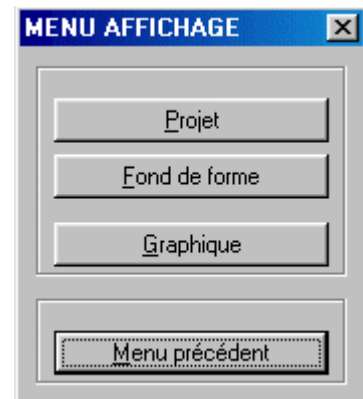 MENU AFFICHAGE
Projet
Fond de forme
Graphique
Menu précédent